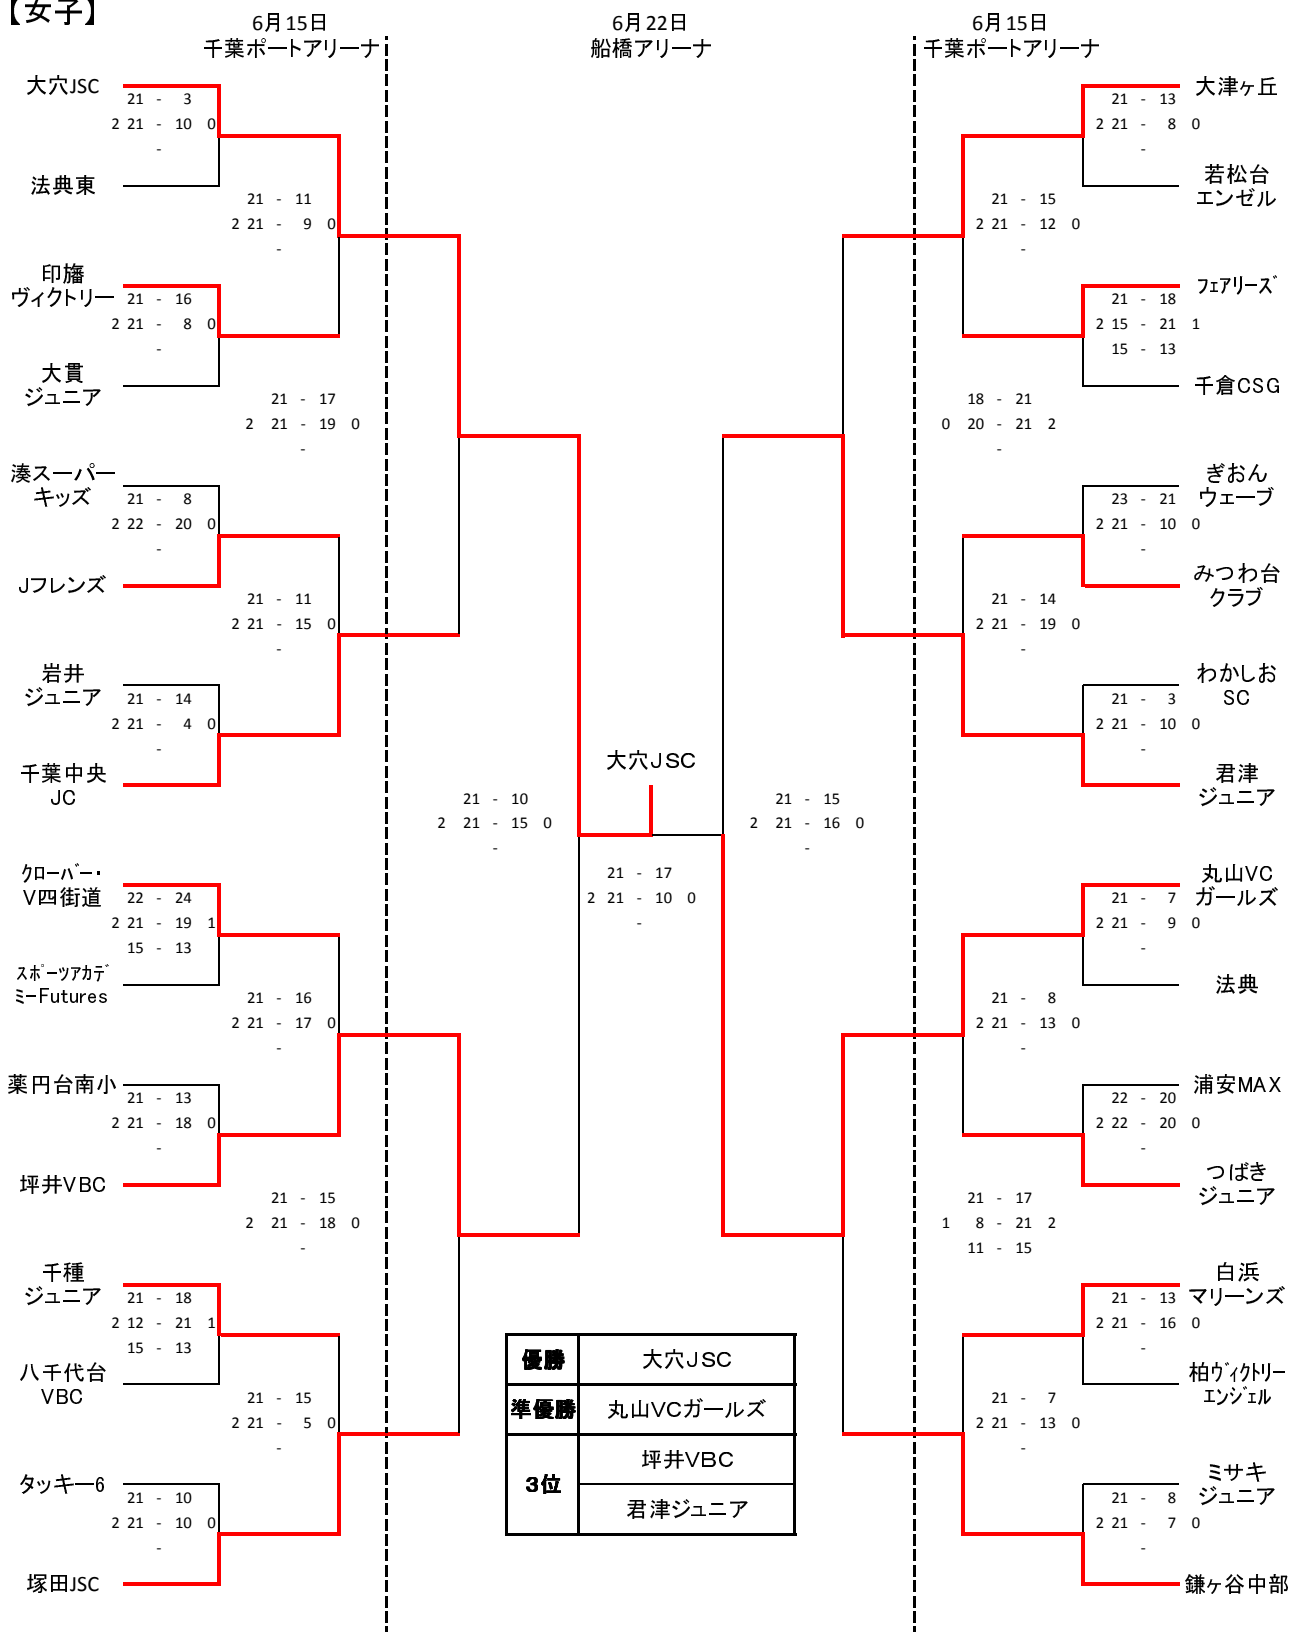 【女子】
6月15日
千葉ポートアリーナ
6月22日
船橋アリーナ
6月15日
千葉ポートアリーナ
大穴JSC
21 - 3
2 21 - 10 0
-
法典東
21 - 11
2 21 - 9 0
-
印旛
ヴィクトリー
21 - 16
2 21 - 8 0
-
大貫
ジュニア
21 - 17
2 21 - 19 0
-
湊スーパー
キッズ
21 - 8
2 22 - 20 0
-
Jフレンズ
21 - 11
2 21 - 15 0
-
岩井
ジュニア
21 - 14
2 21 - 4 0
-
千葉中央
JC
21 - 10
2 21 - 15 0
-
クローバー・
V四街道
22 - 24
2 21 - 19 1
15 - 13
スポーツアカデ
ミーFutures
21 - 16
2 21 - 17 0
-
薬円台南小
21 - 13
2 21 - 18 0
-
坪井VBC
21 - 15
2 21 - 18 0
-
千種
ジュニア
21 - 18
2 12 - 21 1
15 - 13
八千代台
VBC
21 - 15
2 21 - 5 0
-
タッキー6
21 - 10
2 21 - 10 0
-
塚田JSC
大穴JSC
21 - 17
2 21 - 10 0
-
大津ヶ丘
21 - 13
2 21 - 8 0
-
若松台
エンゼル
21 - 15
2 21 - 12 0
-
フェアリーズ
21 - 18
2 15 - 21 1
15 - 13
千倉CSG
18 - 21
0 20 - 21 2
-
ぎおん
ウェーブ
23 - 21
2 21 - 10 0
-
みつわ台
クラブ
21 - 14
2 21 - 19 0
-
わかしお
SC
21 - 3
2 21 - 10 0
-
君津
ジュニア
21 - 15
2 21 - 16 0
-
丸山VC
ガールズ
21 - 7
2 21 - 9 0
-
法典
21 - 8
2 21 - 13 0
-
浦安MAX
22 - 20
2 22 - 20 0
-
つばき
ジュニア
21 - 17
1 8 - 21 2
11 - 15
白浜
マリーンズ
21 - 13
2 21 - 16 0
-
柏ヴィクトリー
エンジェル
21 - 7
2 21 - 13 0
-
ミサキ
ジュニア
21 - 8
2 21 - 7 0
-
鎌ヶ谷中部
優勝 大穴JSC
準優勝 丸山VCガールズ
3位 坪井VBC
君津ジュニア